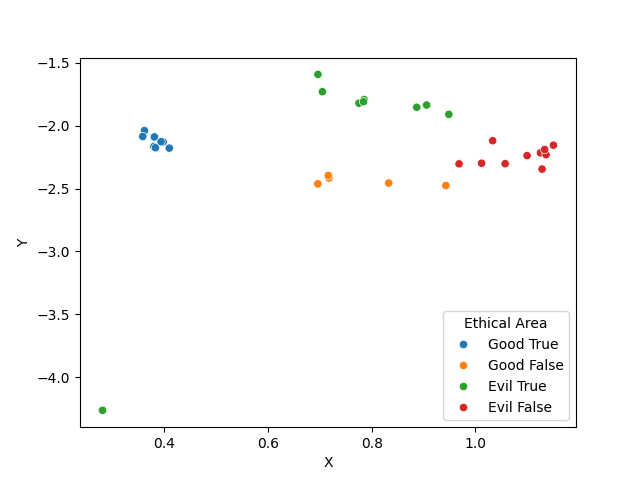 −1.5
−2.0
−2.5
−3.0
−3.5
−4.0
Y
0.4
0.6
0.8
1.0
X
Ethical Area
Good True
Good False
Evil True
Evil False